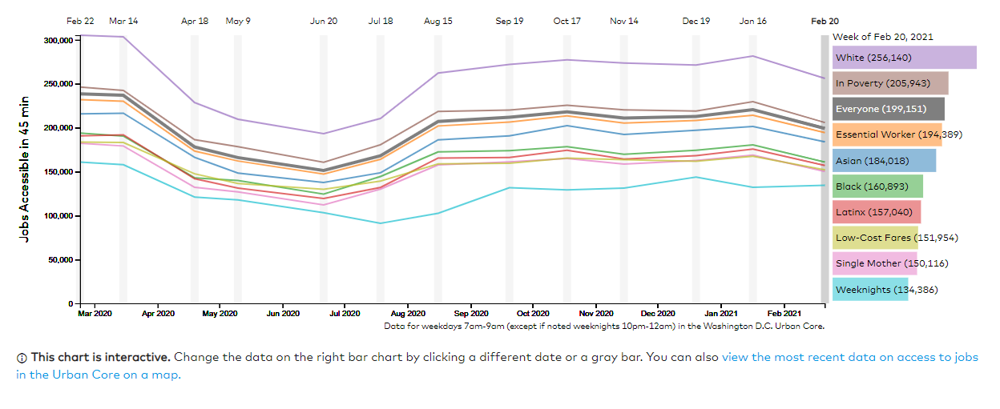 Feb 22 Mar 14 Apr 18 May 9 Jun 20 Jul 18 Aug 15 Sep 19 Oct 17 Nov 14 Dec 19 Jan 16 Feb 20
Jobs Accessible in 45 min
300,000
250,000
200,000
150,000
100,000
50,000
0
Mar 2020 Apr 2020 May 2020 Jun 2020 Jul 2020 Aug 2020 Sep 2020 Oct 2020 Nov 2020 Dec 2020 Jan 2021 Feb 2021
Data for weekdays 7am-9am (except if noted weeknights 10pm-12am) in the Washington D.C. Urban Core.
Week of Feb 20, 2021
White (256,140)
In Poverty (205,943)
Everyone (199,151)
Essential Worker (194,389)
Asian (184,018)
Black (160,893)
Latinx (157,040)
Low-Cost Fares (151,954)
Single Mother (150,116)
Weeknights (134,386)
This chart is interactive. Change the data on the right bar chart by clicking a different date or a gray bar. You can also view the most recent data on access to jobs
in the Urban Core on a map.